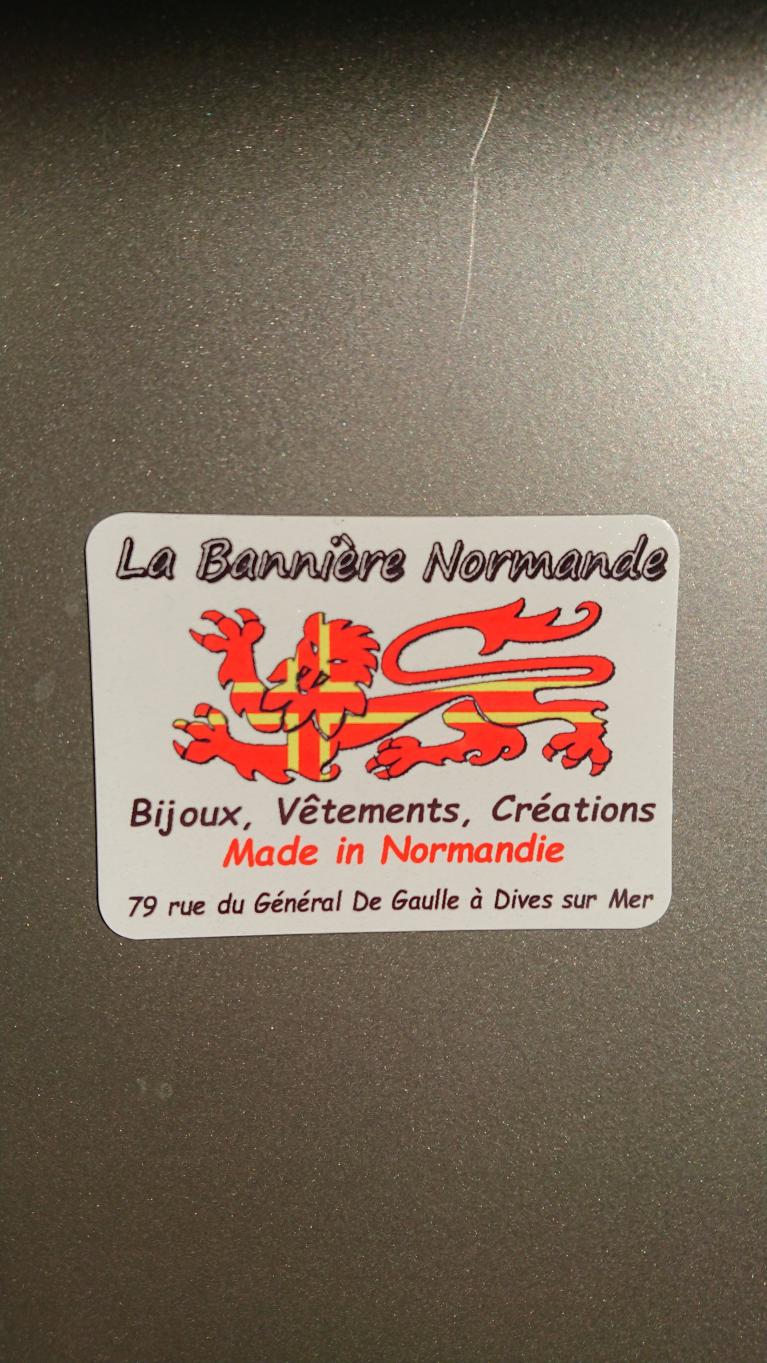 La Bannière Normande
Bijoux, Vêtements, Créations
Made in Normandie
79 rue du Général De Gaulle à Dives sur Mer